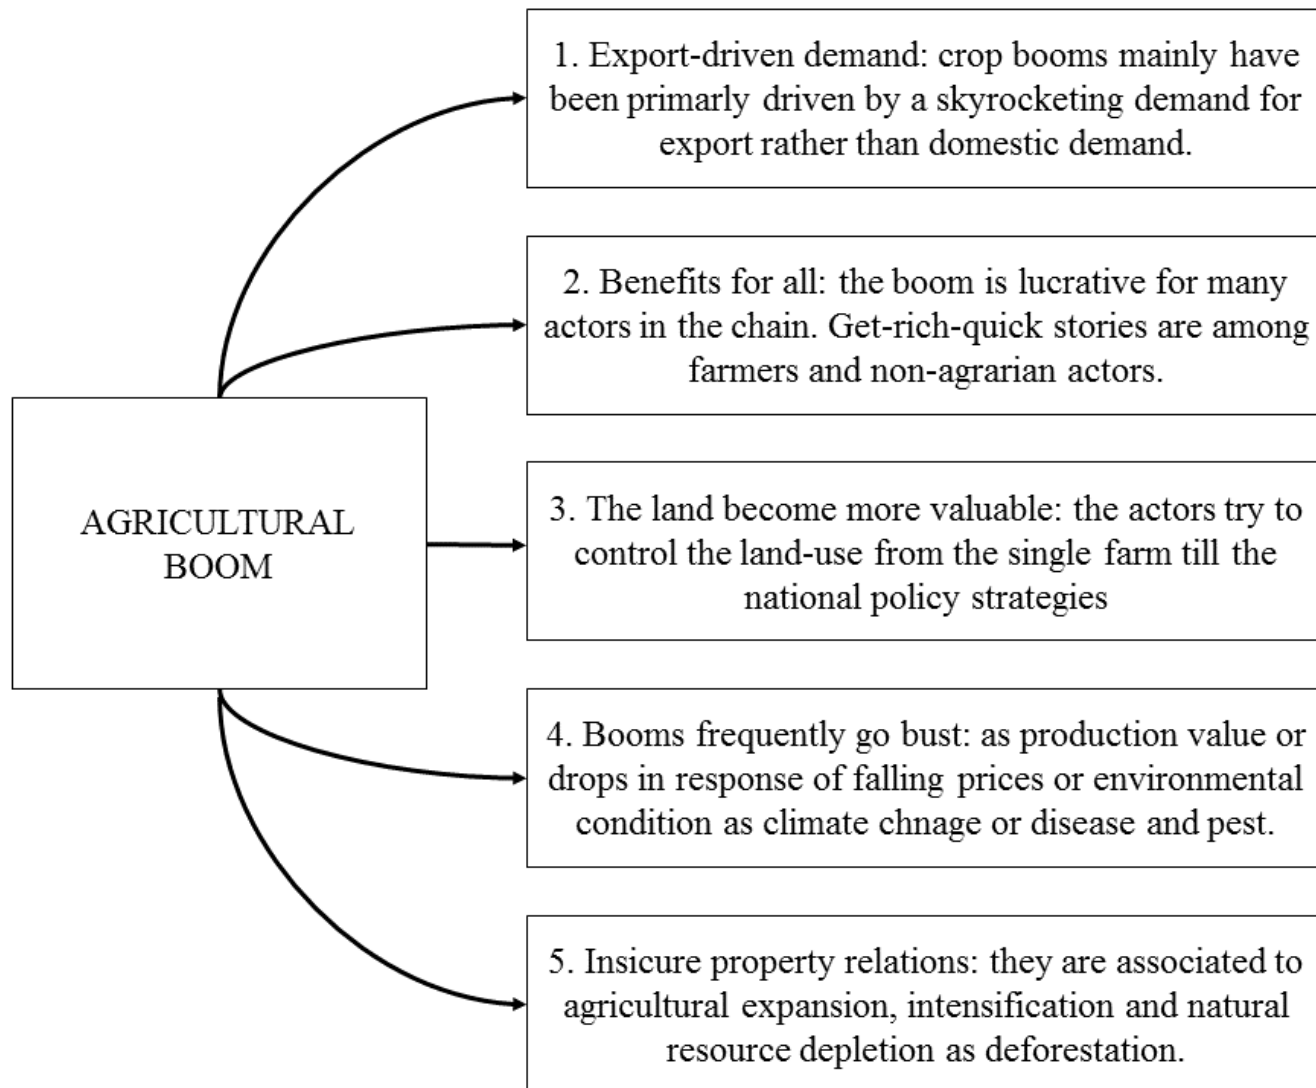 1. Export-driven demand: crop booms mainly have
been primarly driven by a skyrocketing demand for
export rather than domestic demand.
2. Benefits for all: the boom is lucrative for many
actors in the chain. Get-rich-quick stories are among
farmers and non-agrarian actors.
AGRICULTURAL
BOOM
3. The land become more valuable: the actors try to
control the land-use from the single farm till the
national policy strategies
4. Booms frequently go bust: as production value or
drops in response of falling prices or environmental
condition as climate chnage or disease and pest.
5. Insicure property relations: they are associated to
agricultural expansion, intensification and natural
resource depletion as deforestation.